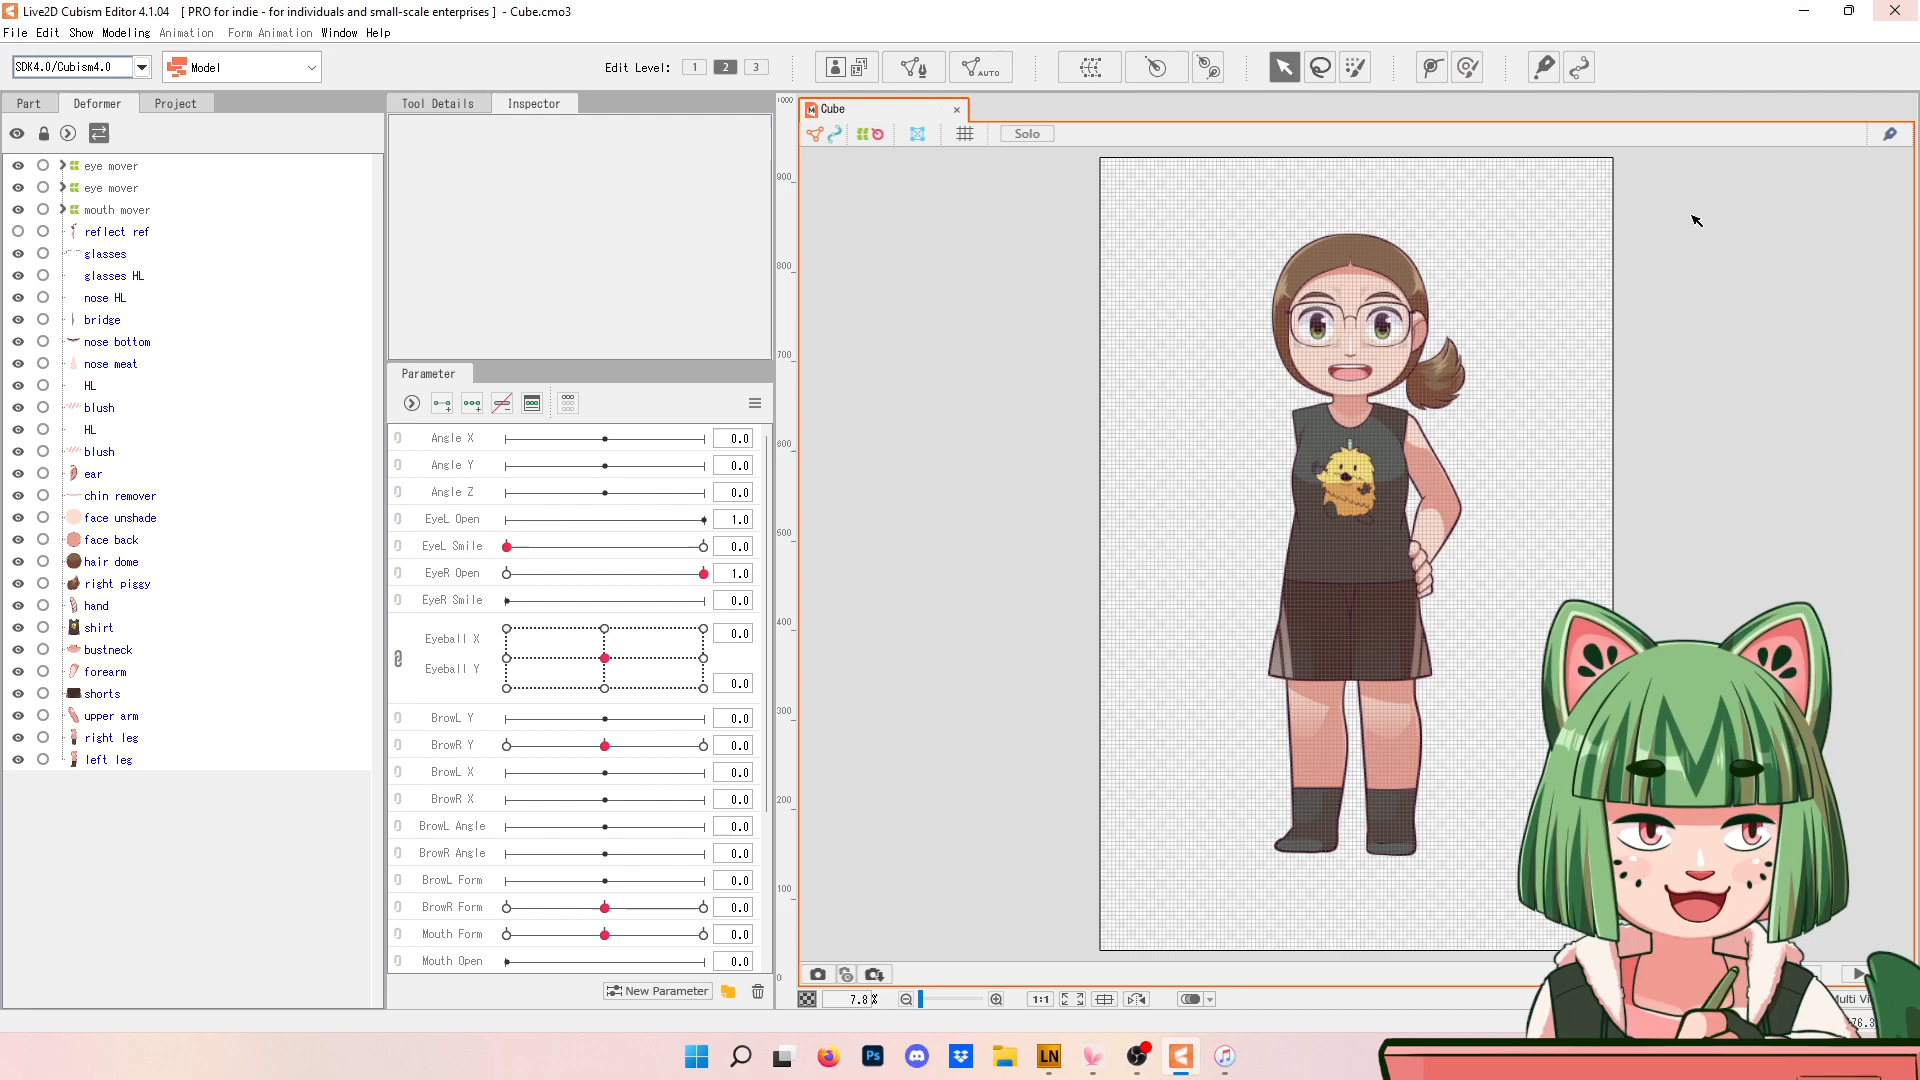 Live2D Cubism Editor 4.1.04 [ PRO for indie - for individuals and small-scale enterprises ] - Cube.cmo3
File Edit Show Modeling Animation Form Animation Window Help
SDK4.0/Cubism4.0
Model
Edit Level: 1 2 3
AUTO
Part Deformer Project
Tool Details Inspector
Cube
Solo
eye mover
eye mover
mouth mover
reflect ref
glasses
glasses HL
nose HL
bridge
nose bottom
nose meat
HL
blush
HL
blush
ear
chin remover
face unshade
face back
hair dome
right piggy
hand
shirt
bustneck
forearm
shorts
upper arm
right leg
left leg
Parameter
Angle X 0.0
Angle Y 0.0
Angle Z 0.0
EyeL Open 1.0
EyeL Smile 0.0
EyeR Open 1.0
EyeR Smile 0.0
Eyeball X 0.0
Eyeball Y 0.0
BrowL Y 0.0
BrowR Y 0.0
BrowL X 0.0
BrowR X 0.0
BrowL Angle 0.0
BrowR Angle 0.0
BrowL Form 0.0
BrowR Form 0.0
Mouth Form 0.0
Mouth Open 0.0
New Parameter
900
800
700
600
500
400
300
200
100
0
7.8%
1:1
Ps
LN